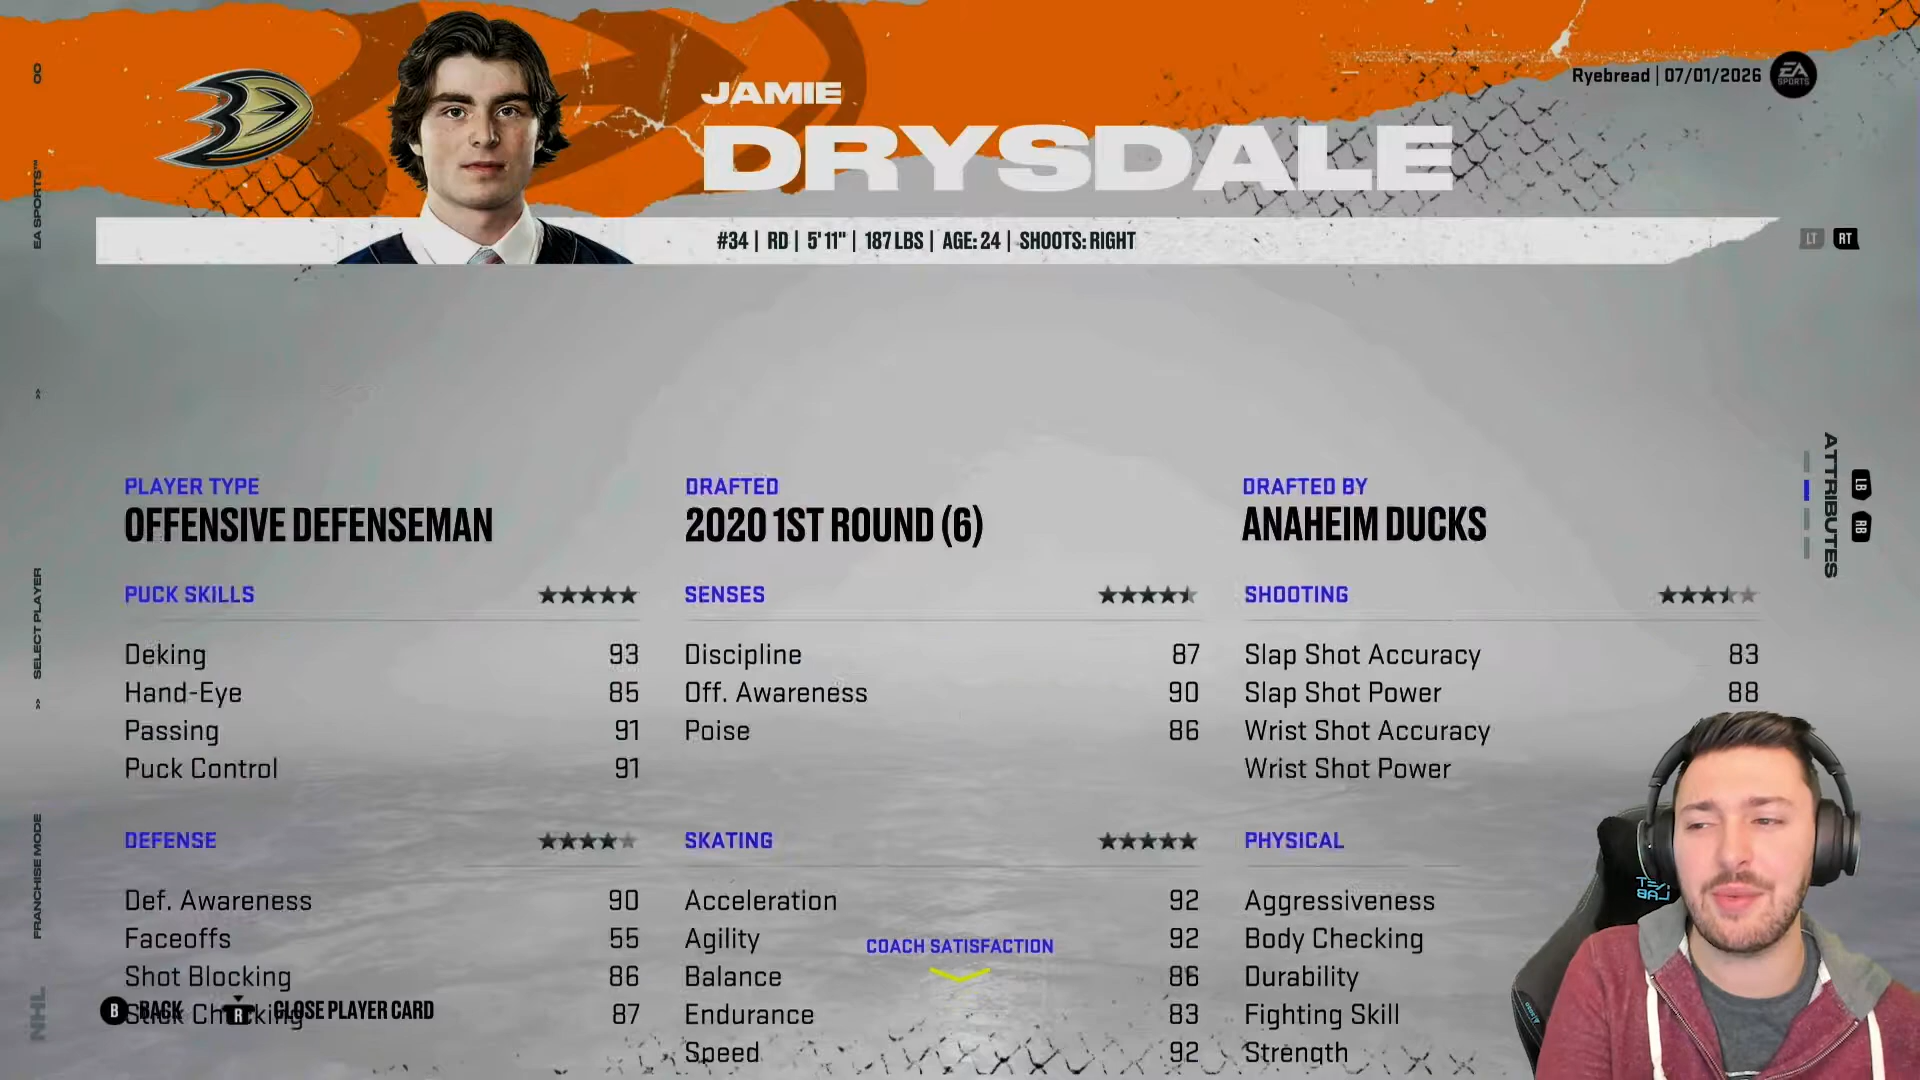 JAMIE
DRYSDALE
Ryebread | 07/01/2026
EA
SPORTS
#34 | RD | 5' 11" | 187 LBS | AGE: 24 | SHOOTS: RIGHT
LT RT
PLAYER TYPE
OFFENSIVE DEFENSEMAN
DRAFTED
2020 1ST ROUND (6)
DRAFTED BY
ANAHEIM DUCKS
PUCK SKILLS
Deking 93
Hand-Eye 85
Passing 91
Puck Control 91
SENSES
Discipline 87
Off. Awareness 90
Poise 86
SHOOTING
Slap Shot Accuracy 83
Slap Shot Power 88
Wrist Shot Accuracy
Wrist Shot Power
DEFENSE
Def. Awareness 90
Faceoffs 55
Shot Blocking 86
Stick Checking 87
SKATING
Acceleration 92
Agility 92
Balance 86
Endurance 83
Speed 92
PHYSICAL
Aggressiveness
Body Checking
Durability
Fighting Skill
Strength
COACH SATISFACTION
B BACK R CLOSE PLAYER CARD
ATTRIBUTES
LB
RB
NHL
FRANCHISE MODE
>> SELECT PLAYER
>>
EA SPORTS™